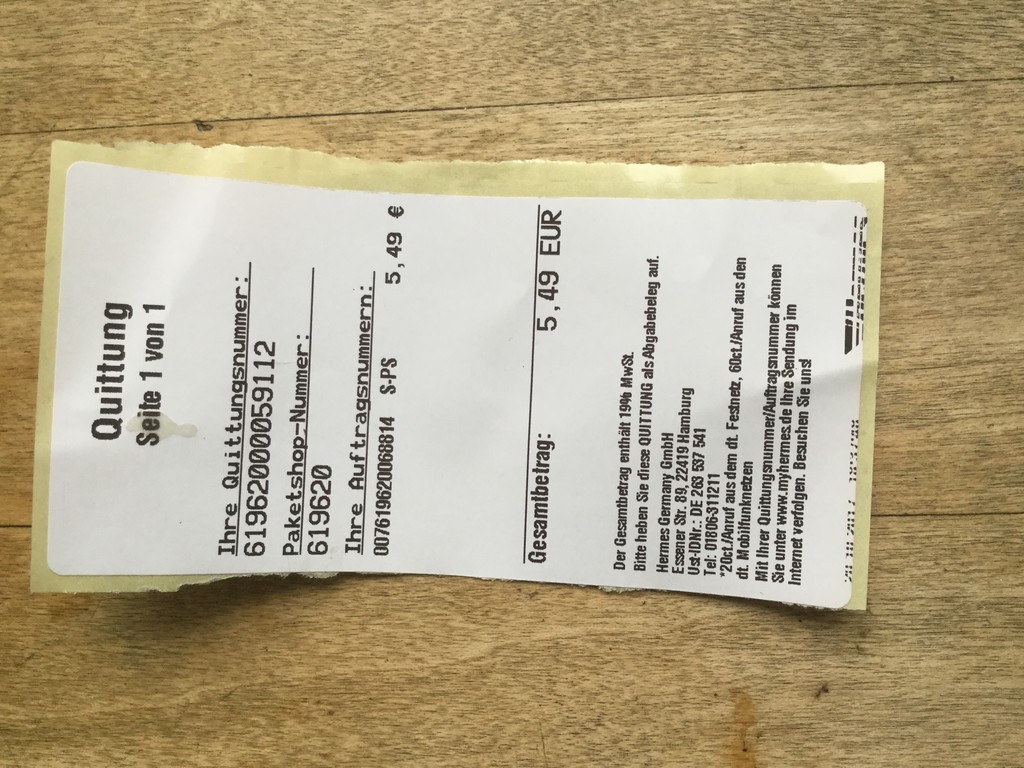 Quittung
Seite 1 von 1
Ihre Quittungsnummer:
6196200000059112
Paketshop-Nummer:
619620
Ihre Auftragsnummern:
007619620068814 S-PS 5,49 €
Gesamtbetrag: 5,49 EUR
Der Gesamtbetrag enthält 19% MwSt.
Bitte heben Sie diese QUITTUNG als Abgabebeleg auf.
Hermes Germany GmbH
Essener Str. 89, 22419 Hamburg
Ust-IDNr.: DE 263 537 541
Tel: 01806-311211
*20ct./Anruf aus dem dt. Festnetz, 60ct./Anruf aus den
dt. Mobilfunknetzen
Mit Ihrer Quittungsnummer/Auftragsnummer können
Sie unter www.myhermes.de Ihre Sendung im
Internet verfolgen. Besuchen Sie uns!